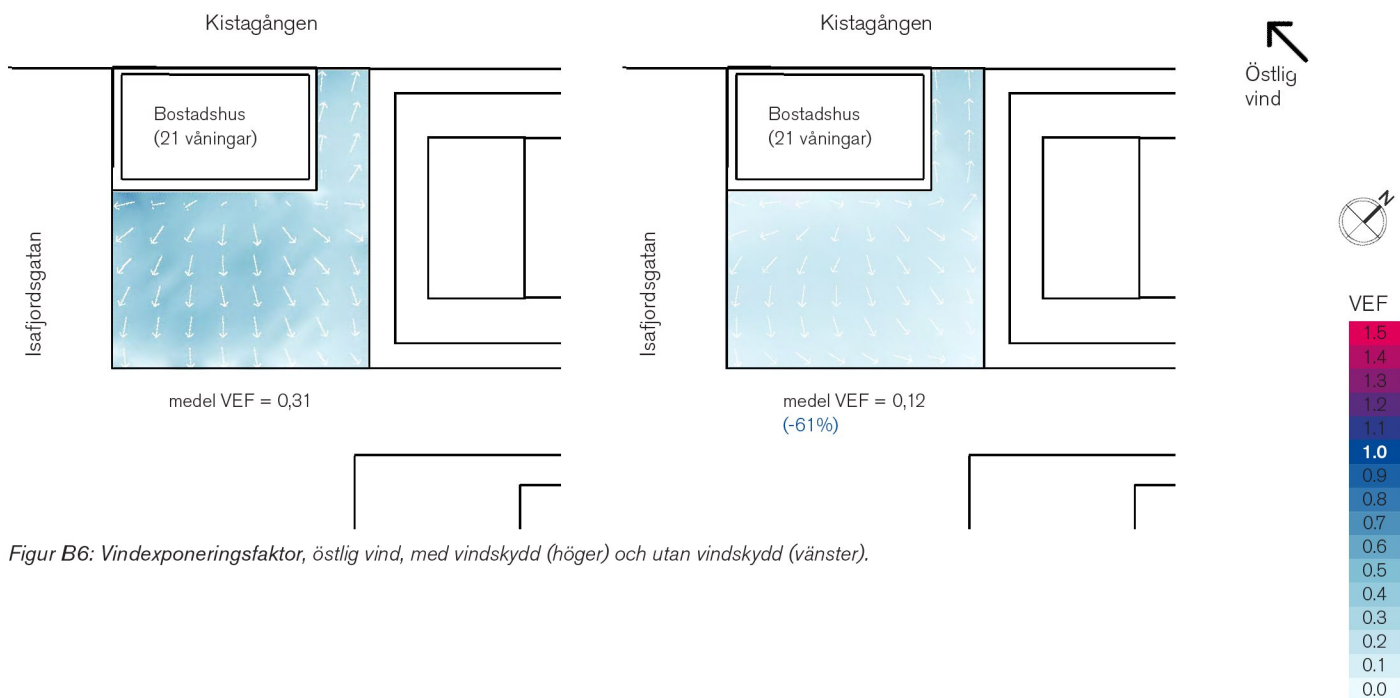 Kistagången
Kistagången
Östlig
vind
Bostadshus
(21 våningar)
Bostadshus
(21 våningar)
N
Isafjordsgatan
Isafjordsgatan
VEF
1.5
1.4
1.3
1.2
1.1
1.0
0.9
0.8
0.7
0.6
0.5
0.4
0.3
0.2
0.1
0.0
medel VEF = 0,31
medel VEF = 0,12
(-61%)
Figur B6: Vindexponeringsfaktor, östlig vind, med vindskydd (höger) och utan vindskydd (vänster).